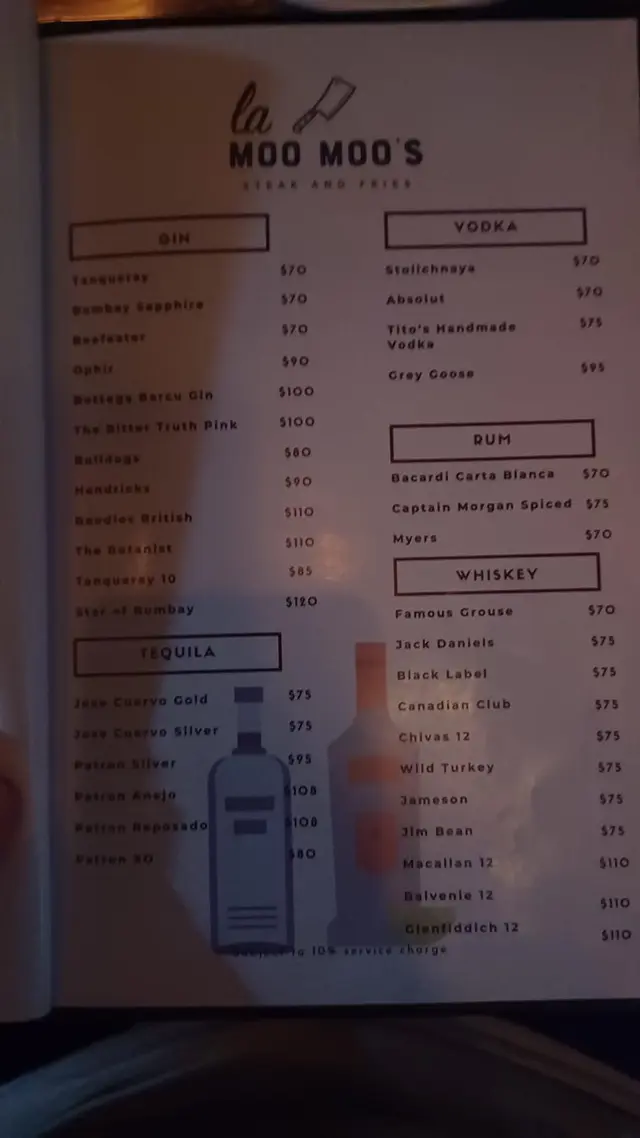 la
MOO MOO'S
STEAK AND FRIES
GIN
Tanqueray $70
Bombay Sapphire $70
Beefeater $70
Ophir $90
Bottega Bacur Gin $100
The Bitter Truth Pink $100
Bulldogs $80
Hendricks $90
Boodles British $110
The Botanist $110
Tanqueray 10 $85
Star of Bombay $120
TEQUILA
Jose Cuervo Gold $75
Jose Cuervo Silver $75
Patron Silver $95
Patron Anejo $108
Patron Reposado $108
Patron XO $80
VODKA
Stolichnaya $70
Absolut $70
Tito's Handmade $75
Vodka
Grey Goose $95
RUM
Bacardi Carta Blanca $70
Captain Morgan Spiced $75
Myers $70
WHISKEY
Famous Grouse $70
Jack Daniels $75
Black Label $75
Canadian Club $75
Chivas 12 $75
Wild Turkey $75
Jameson $75
Jim Bean $75
Macallan 12 $110
Balvenie 12 $110
Glenfiddich 12 $110
Subject to 10% service charge